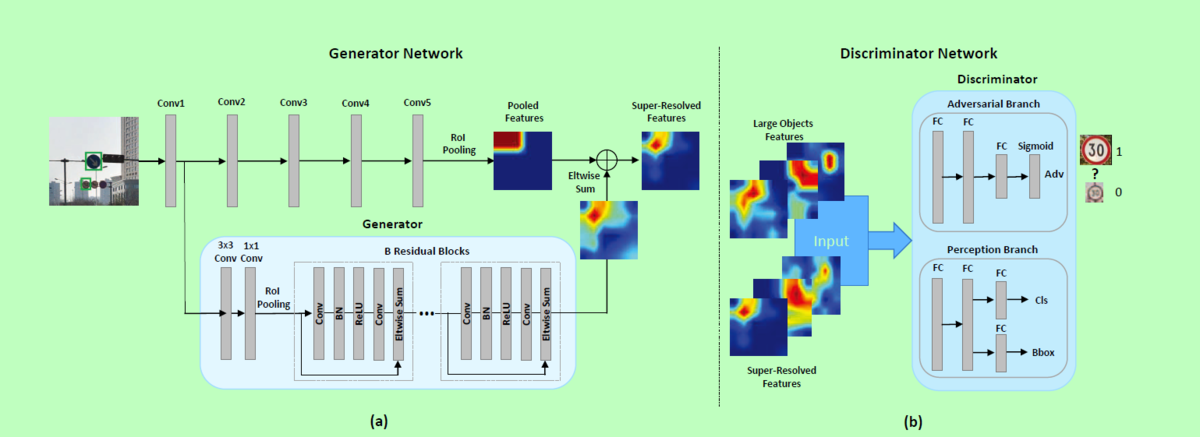 Generator Network
Discriminator Network
Conv1
Conv2
Conv3
Conv4
Conv5
RoI
Pooling
Pooled
Features
Super-Resolved
Features
Eltwise
Sum
Generator
3x3
Conv
1x1
Conv
RoI
Pooling
B Residual Blocks
Conv
BN
ReLU
Conv
Eltwise Sum
...
Conv
BN
ReLU
Conv
Eltwise Sum
(a)
Large Objects
Features
Input
Super-Resolved
Features
Discriminator
Adversarial Branch
FC
FC
FC
Sigmoid
Adv
30
1
?
30
0
Perception Branch
FC
FC
FC
Cls
FC
Bbox
(b)